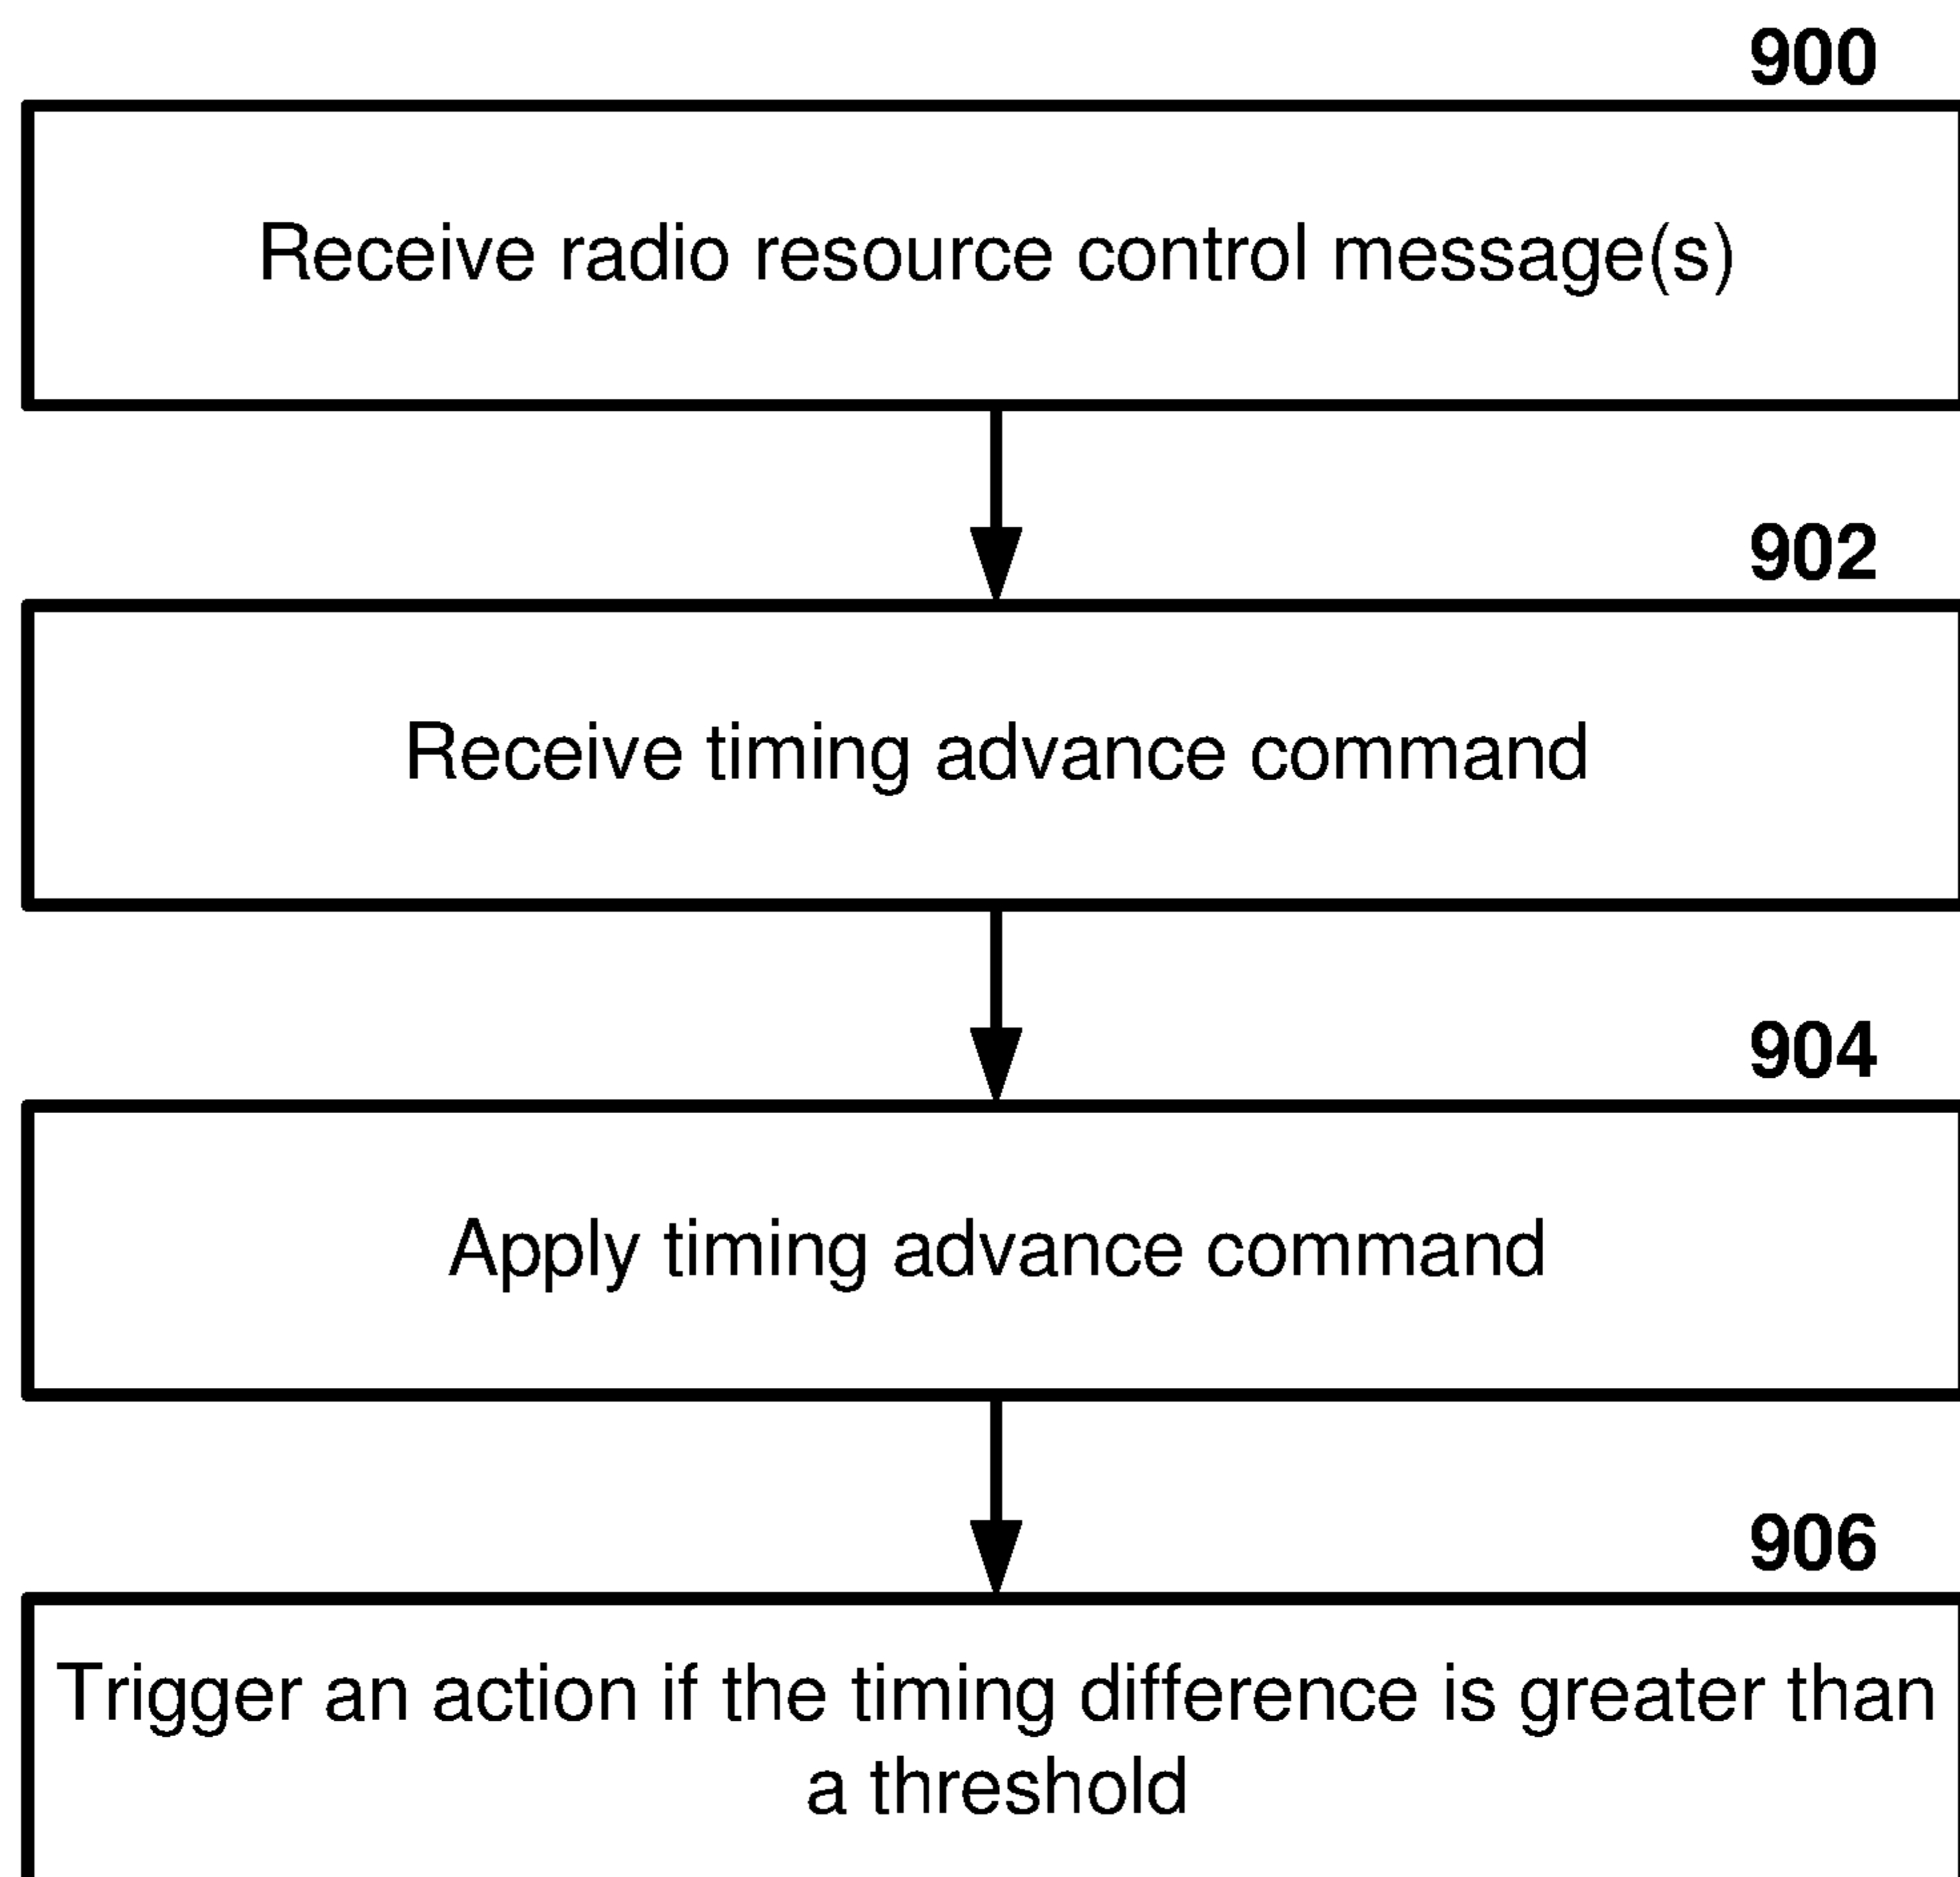 900
Receive radio resource control message(s)
902
Receive timing advance command
904
Apply timing advance command
906
Trigger an action if the timing difference is greater than
a threshold